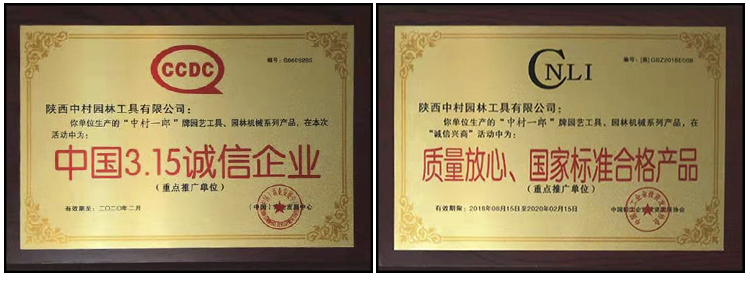 CCDC
陕西中村园林工具有限公司：
你单位生产的“中村一郎”牌园艺工具、园林机械系列产品，在本次
活动中为：
中国3.15诚信企业
（重点推广单位）
有效期至：二〇二〇年二月
CNLI
陕西中村园林工具有限公司：
你单位生产的“中村一郎”牌园艺工具、园林机械系列产品，在
“诚信兴商”活动中为：
质量放心、国家标准合格产品
（重点推广单位）
有效期限：2018年08月15日至2020年02月15日